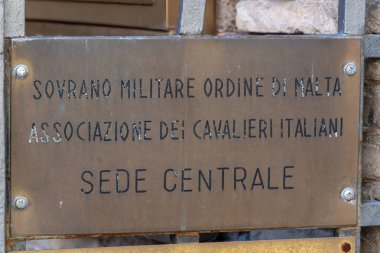 SOVRANO MILITARE ORDINE DI MALTA
ASSOCIAZIONE DEI CAVALIERI ITALIANI
SEDE CENTRALE